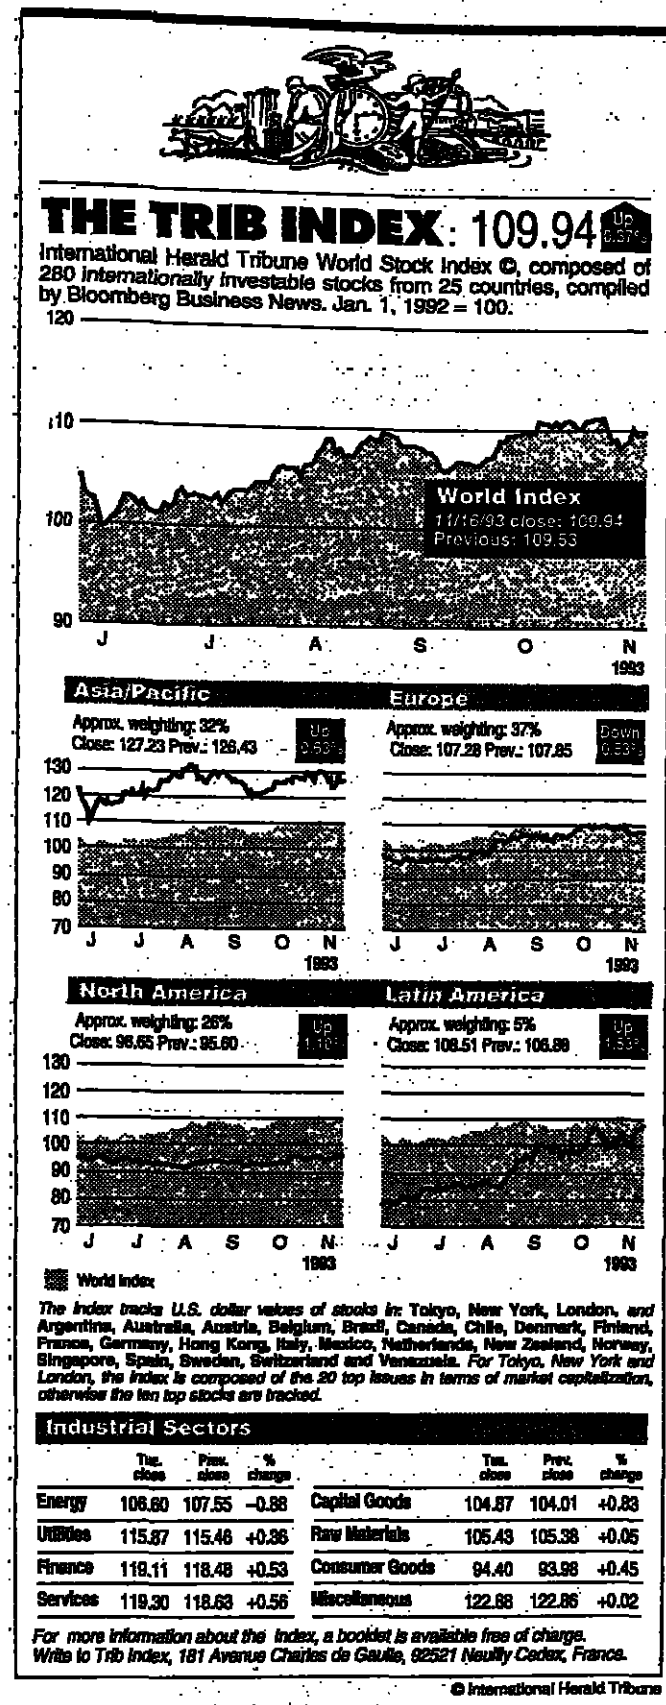 THE TRIB INDEX: 109.94 Up 0.37%
International Herald Tribune World Stock Index ©, composed of
280 internationally investable stocks from 25 countries, compiled
by Bloomberg Business News. Jan. 1, 1992 = 100.
120
110
World Index
11/16/93 close: 109.94
Previous: 109.53
100
90
J J A S O N
1993
Asia/Pacific Europe
Approx. weighting: 32% Up Approx. weighting: 37% Down
Close: 127.23 Prev.: 126.43 Close: 107.28 Prev.: 107.85 0.53%
130
120
110
100
90
80
70
J J A S O N J J A S O N
1993 1993
North America Latin America
Approx. weighting: 26% Up Approx. weighting: 5% Up
Close: 96.65 Prev.: 95.60 1.10% Close: 108.51 Prev.: 106.88 1.53%
130
120
110
100
90
80
70
J J A S O N J J A S O N
1993 1993
World Index
The index tracks U.S. dollar values of stocks in: Tokyo, New York, London, and
Argentina, Australia, Austria, Belgium, Brazil, Canada, Chile, Denmark, Finland,
France, Germany, Hong Kong, Italy, Mexico, Netherlands, New Zealand, Norway,
Singapore, Spain, Sweden, Switzerland and Venezuela. For Tokyo, New York and
London, the index is composed of the 20 top issues in terms of market capitalization,
otherwise the ten top stocks are tracked.
Industrial Sectors
Tue. Prev. % Tue. Prev. %
close close change close close change
Energy 106.60 107.55 –0.88 Capital Goods 104.87 104.01 +0.83
Utilities 115.87 115.46 +0.36 Raw Materials 105.43 105.38 +0.05
Finance 119.11 118.48 +0.53 Consumer Goods 94.40 93.98 +0.45
Services 119.30 118.63 +0.56 Miscellaneous 122.88 122.86 +0.02
For more information about the Index, a booklet is available free of charge.
Write to Trib Index, 181 Avenue Charles de Gaulle, 92521 Neuilly Cedex, France.
© International Herald Tribune